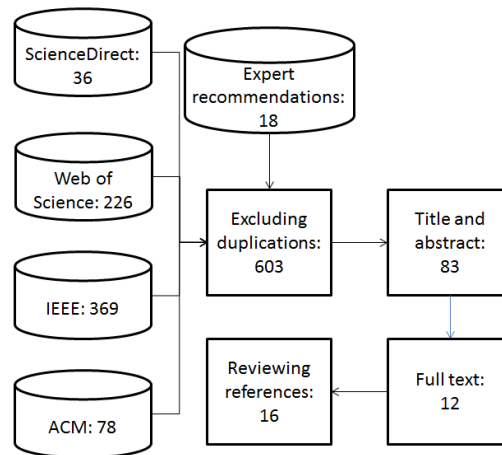 ScienceDirect:
36
Expert
recommendations:
18
Web of
Science: 226
Excluding
duplications:
603
Title and
abstract:
83
IEEE: 369
Reviewing
references:
16
Full text:
12
ACM: 78